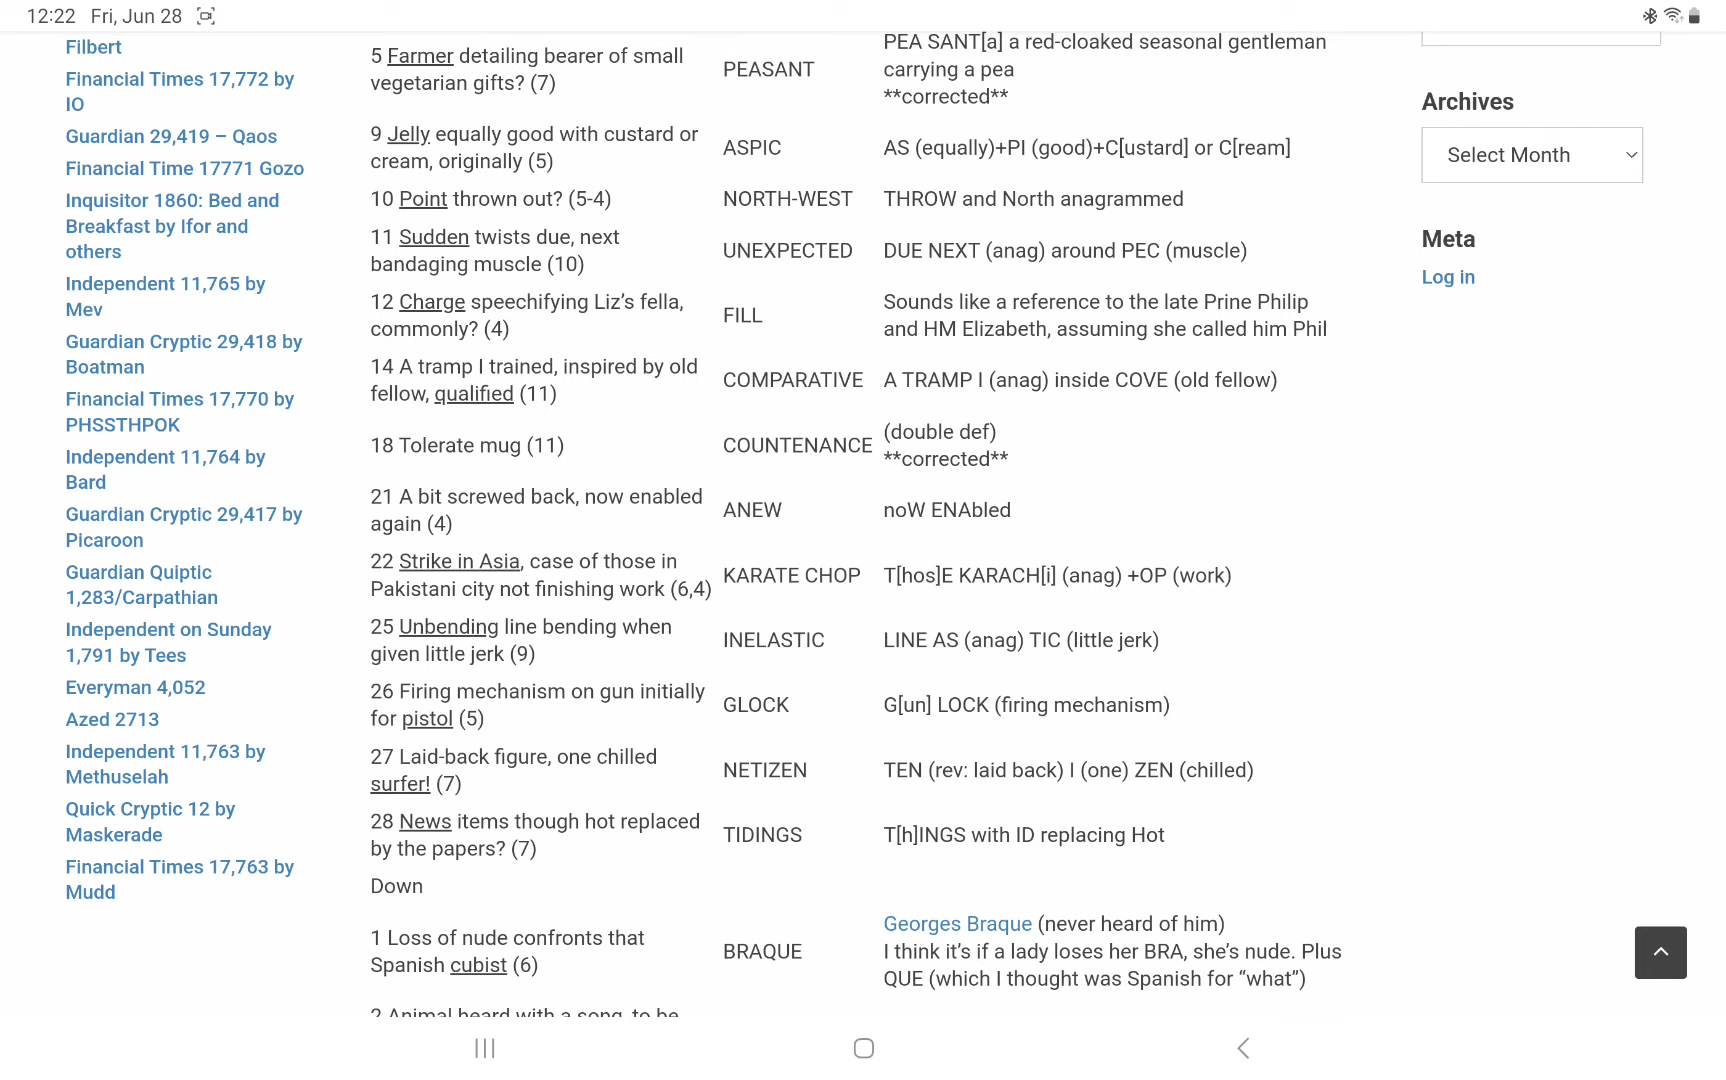 12:22 Fri, Jun 28
Filbert
Financial Times 17,772 by
IO
Guardian 29,419 – Qaos
Financial Time 17771 Gozo
Inquisitor 1860: Bed and
Breakfast by Ifor and
others
Independent 11,765 by
Mev
Guardian Cryptic 29,418 by
Boatman
Financial Times 17,770 by
PHSSTHPOK
Independent 11,764 by
Bard
Guardian Cryptic 29,417 by
Picaroon
Guardian Quiptic
1,283/Carpathian
Independent on Sunday
1,791 by Tees
Everyman 4,052
Azed 2713
Independent 11,763 by
Methuselah
Quick Cryptic 12 by
Maskerade
Financial Times 17,763 by
Mudd
5 Farmer detailing bearer of small
vegetarian gifts? (7)
PEASANT
PEA SANT[a] a red-cloaked seasonal gentleman
carrying a pea
**corrected**
9 Jelly equally good with custard or
cream, originally (5)
ASPIC
AS (equally)+PI (good)+C[ustard] or C[ream]
10 Point thrown out? (5-4)
NORTH-WEST
THROW and North anagrammed
11 Sudden twists due, next
bandaging muscle (10)
UNEXPECTED
DUE NEXT (anag) around PEC (muscle)
12 Charge speechifying Liz’s fella,
commonly? (4)
FILL
Sounds like a reference to the late Prine Philip
and HM Elizabeth, assuming she called him Phil
14 A tramp I trained, inspired by old
fellow, qualified (11)
COMPARATIVE
A TRAMP I (anag) inside COVE (old fellow)
18 Tolerate mug (11)
COUNTENANCE
(double def)
**corrected**
21 A bit screwed back, now enabled
again (4)
ANEW
noW ENAbled
22 Strike in Asia, case of those in
Pakistani city not finishing work (6,4)
KARATE CHOP
T[hos]E KARACH[i] (anag) +OP (work)
25 Unbending line bending when
given little jerk (9)
INELASTIC
LINE AS (anag) TIC (little jerk)
26 Firing mechanism on gun initially
for pistol (5)
GLOCK
G[un] LOCK (firing mechanism)
27 Laid-back figure, one chilled
surfer! (7)
NETIZEN
TEN (rev: laid back) I (one) ZEN (chilled)
28 News items though hot replaced
by the papers? (7)
TIDINGS
T[h]INGS with ID replacing Hot
Down
1 Loss of nude confronts that
Spanish cubist (6)
BRAQUE
Georges Braque (never heard of him)
I think it’s if a lady loses her BRA, she’s nude. Plus
QUE (which I thought was Spanish for “what”)
2 Animal heard with a song, to be
Archives
Select Month
Meta
Log in